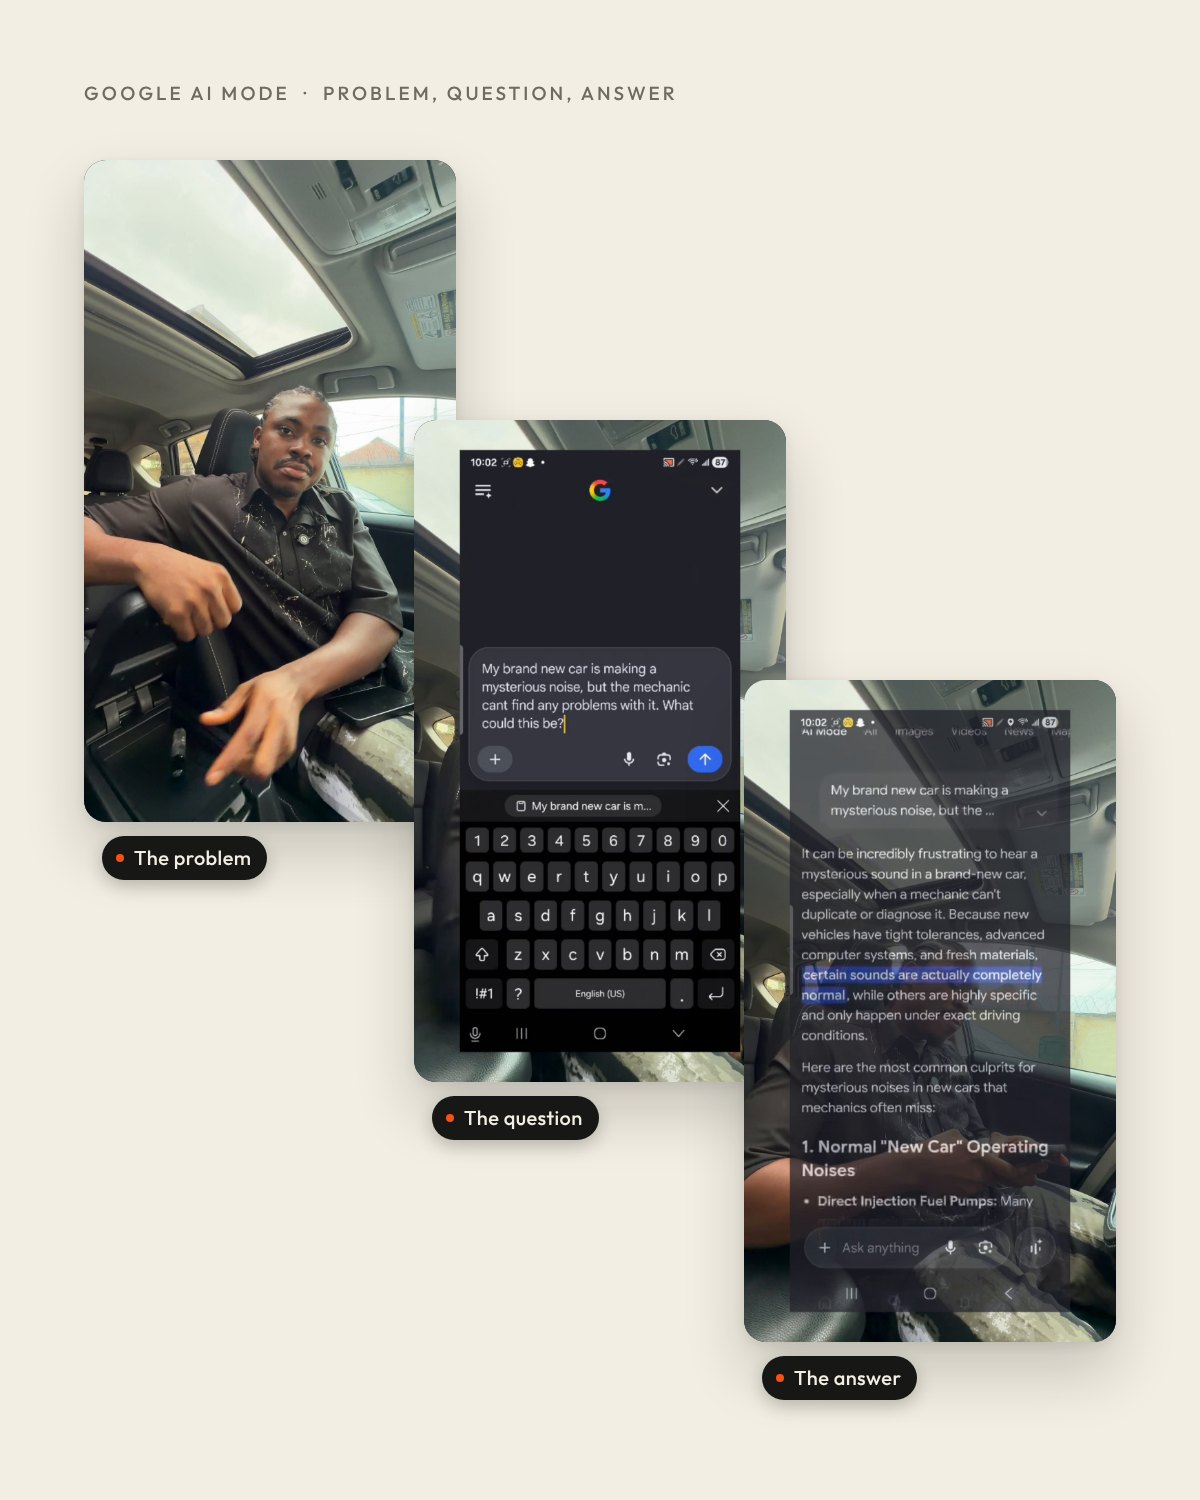 GOOGLE AI MODE · PROBLEM, QUESTION, ANSWER
The problem
10:02
87
My brand new car is making a
mysterious noise, but the mechanic
cant find any problems with it. What
could this be?
My brand new car is m...
1 2 3 4 5 6 7 8 9 0
q w e r t y u i o p
a s d f g h j k l
z x c v b n m
!#1 ? English (US) .
The question
10:02
87
AI Mode All Images Videos News Map
My brand new car is making a
mysterious noise, but the ...
It can be incredibly frustrating to hear a
mysterious sound in a brand-new car,
especially when a mechanic can't
duplicate or diagnose it. Because new
vehicles have tight tolerances, advanced
computer systems, and fresh materials,
certain sounds are actually completely
normal, while others are highly specific
and only happen under exact driving
conditions.
Here are the most common culprits for
mysterious noises in new cars that
mechanics often miss:
1. Normal "New Car" Operating
Noises
• Direct Injection Fuel Pumps: Many
Ask anything
The answer